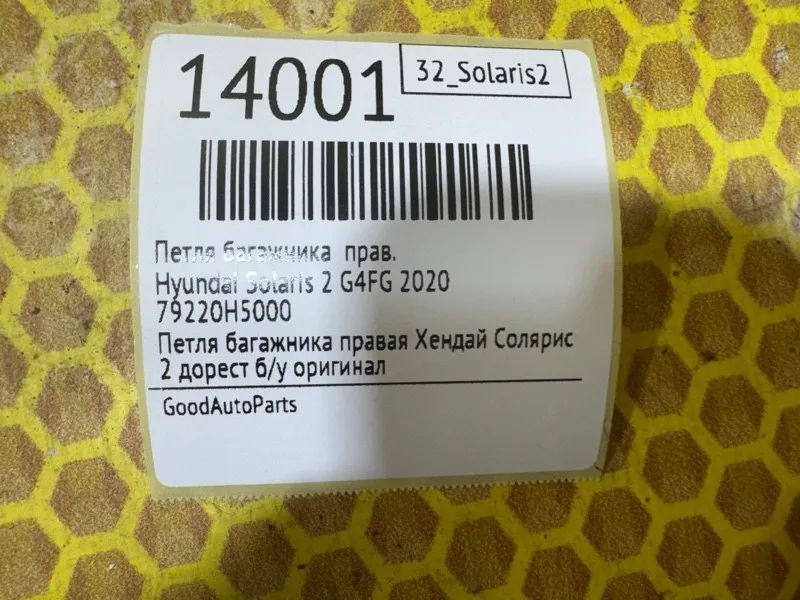 14001
32_Solaris2
Петля багажника прав.
Hyundai Solaris 2 G4FG 2020
79220H5000
Петля багажника правая Хендай Солярис
2 дорест б/у оригинал
GoodAutoParts